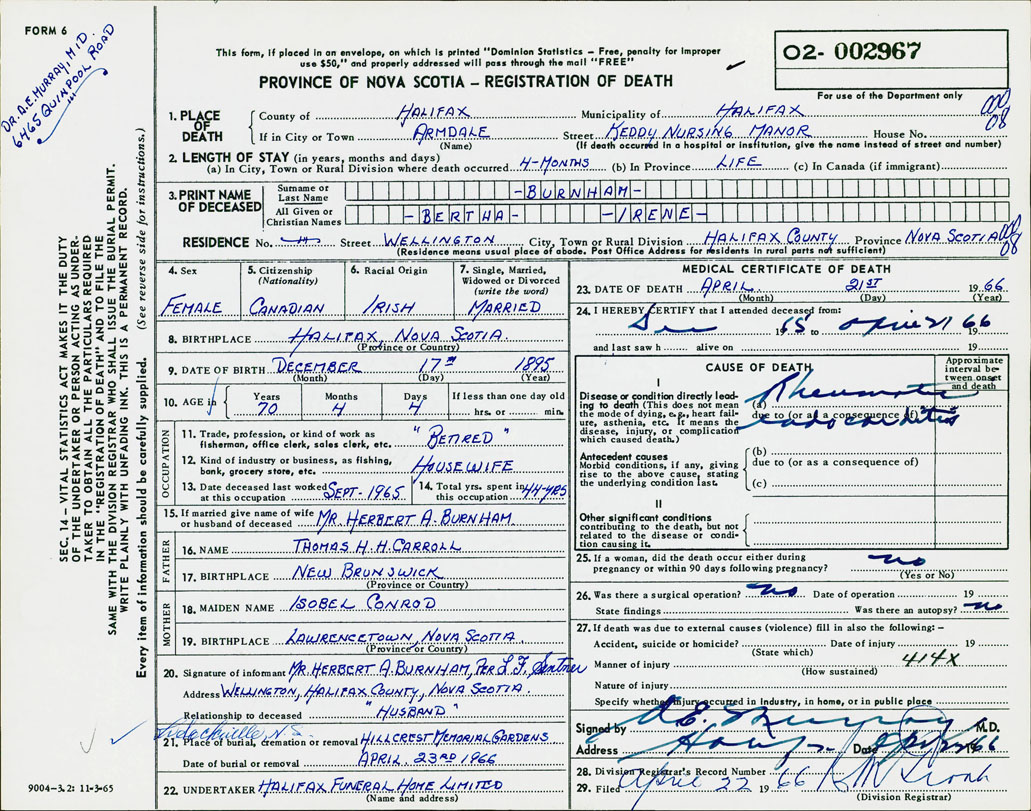 FORM 6
DR. A.E. MURRAY, M.D.
6465 QUINPOOL ROAD
This form, if placed in an envelope, on which is printed "Dominion Statistics – Free, penalty for improper
use $50," and properly addressed will pass through the mail "FREE"
PROVINCE OF NOVA SCOTIA – REGISTRATION OF DEATH
02- 002967
For use of the Department only
1. PLACE OF DEATH
County of HALIFAX Municipality of HALIFAX
If in City or Town ARMDALE Street KEDDY NURSING MANOR House No.
(Name) (If death occurred in a hospital or institution, give the name instead of street and number)
08
2. LENGTH OF STAY (in years, months and days)
(a) In City, Town or Rural Division where death occurred 4-MONTHS (b) In Province LIFE (c) In Canada (if immigrant)
3. PRINT NAME OF DECEASED
Surname or Last Name -BURNHAM-
All Given or Christian Names -BERTHA- -IRENE-
RESIDENCE No. Street WELLINGTON City, Town or Rural Division HALIFAX COUNTY Province NOVA SCOTIA
(Residence means usual place of abode. Post Office Address for residents in rural parts not sufficient)
08
SEC. 14 – VITAL STATISTICS ACT MAKES IT THE DUTY
OF THE UNDERTAKER OR PERSON ACTING AS UNDER-
TAKER TO OBTAIN ALL THE PARTICULARS REQUIRED
IN THE "REGISTRATION OF DEATH" AND TO FILE THE
SAME WITH THE DIVISION REGISTRAR WHO SHALL ISSUE THE BURIAL PERMIT.
WRITE PLAINLY WITH UNFADING INK. THIS IS A PERMANENT RECORD.
Every item of information should be carefully supplied. (See reverse side for instructions.)
4. Sex
FEMALE
5. Citizenship
(Nationality)
CANADIAN
6. Racial Origin
IRISH
7. Single, Married,
Widowed or Divorced
(write the word)
MARRIED
8. BIRTHPLACE HALIFAX, NOVA SCOTIA.
(Province or Country)
9. DATE OF BIRTH DECEMBER 17TH 1895
(Month) (Day) (Year)
10. AGE in
Years 70
Months 4
Days 4
If less than one day old
hrs. or min.
OCCUPATION
11. Trade, profession, or kind of work as
fisherman, office clerk, sales clerk, etc. "RETIRED"
12. Kind of industry or business, as fishing,
bank, grocery store, etc. HOUSEWIFE
13. Date deceased last worked
at this occupation SEPT-1965
14. Total yrs. spent in
this occupation 44-YRS
15. If married give name of wife
or husband of deceased MR. HERBERT A. BURNHAM.
FATHER
16. NAME THOMAS H. H. CARROLL
17. BIRTHPLACE NEW BRUNSWICK
(Province or Country)
MOTHER
18. MAIDEN NAME ISOBEL CONROD
19. BIRTHPLACE LAWRENCETOWN, NOVA SCOTIA.
(Province or Country)
20. Signature of informant MR. HERBERT A. BURNHAM, PER L. F.
Address WELLINGTON, HALIFAX COUNTY, NOVA SCOTIA.
Relationship to deceased "HUSBAND"
N.S.
21. Place of burial, cremation or removal HILLCREST MEMORIAL GARDENS
Date of burial or removal APRIL 23RD 1966
22. UNDERTAKER HALIFAX FUNERAL HOME LIMITED
(Name and address)
9004-3.2: 11-3-65
MEDICAL CERTIFICATE OF DEATH
23. DATE OF DEATH APRIL 21ST 1966
(Month) (Day) (Year)
24. I HEREBY CERTIFY that I attended deceased from:
Dec 1965 to April 21 66
and last saw h alive on 19
CAUSE OF DEATH
Approximate
interval be-
tween onset
and death
I
Disease or condition directly lead-
ing to death (This does not mean
the mode of dying, e.g., heart fail-
ure, asthenia, etc. It means the
disease, injury, or complication
which caused death.)
(a) Rheumatic
due to (or as a consequence of)
endocarditis
Antecedent causes
Morbid conditions, if any, giving
rise to the above cause, stating
the underlying condition last.
(b)
due to (or as a consequence of)
(c)
II
Other significant conditions
contributing to the death, but not
related to the disease or condi-
tion causing it.
25. If a woman, did the death occur either during
pregnancy or within 90 days following pregnancy? no
(Yes or No)
26. Was there a surgical operation? no Date of operation 19
State findings Was there an autopsy? no
27. If death was due to external causes (violence) fill in also the following: –
Accident, suicide or homicide? Date of injury 19
(State which)
Manner of injury 414X
(How sustained)
Nature of injury
Specify whether injury occurred in industry, in home, or in public place
Signed by A.E. Murray M.D.
Address Date 1966
28. Division Registrar's Record Number
29. Filed April 22 1966
(Division Registrar)